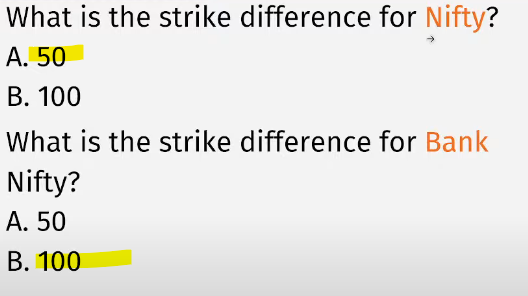 What is the strike difference for Nifty?
A. 50
B. 100
What is the strike difference for Bank
Nifty?
A. 50
B. 100